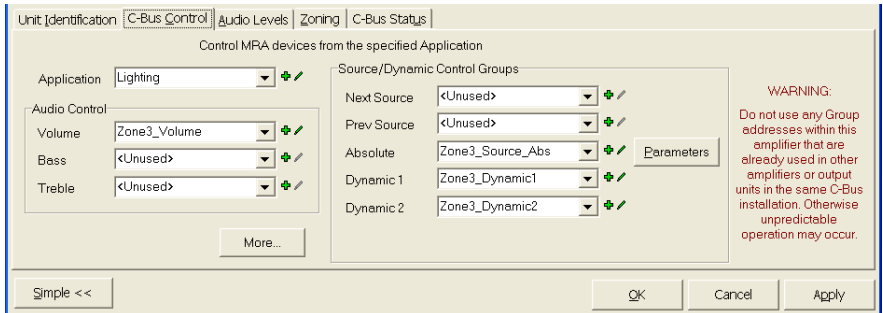 Unit Identification C-Bus Control Audio Levels Zoning C-Bus Status
Control MRA devices from the specified Application
Application Lighting
Audio Control
Volume Zone3_Volume
Bass <Unused>
Treble <Unused>
More...
Source/Dynamic Control Groups
Next Source <Unused>
Prev Source <Unused>
Absolute Zone3_Source_Abs
Dynamic 1 Zone3_Dynamic1
Dynamic 2 Zone3_Dynamic2
Parameters
WARNING:
Do not use any Group
addresses within this
amplifier that are
already used in other
amplifiers or output
units in the same C-Bus
installation. Otherwise
unpredictable
operation may occur.
Simple << OK Cancel Apply